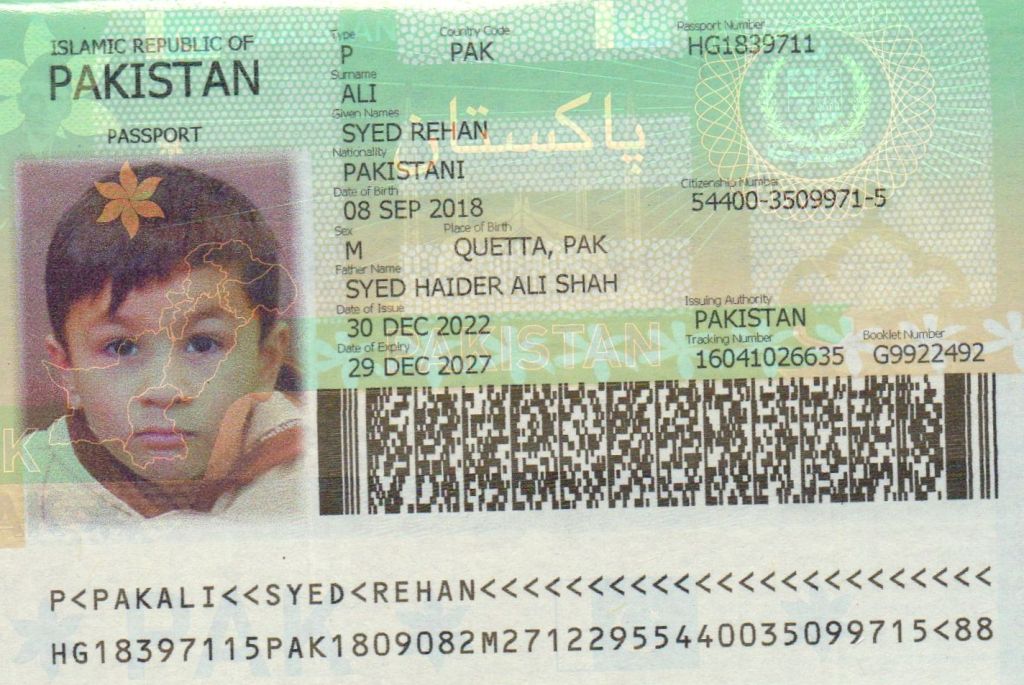 ISLAMIC REPUBLIC OF
PAKISTAN
PASSPORT
Type
P
Country Code
PAK
Passport Number
HG1839711
Surname
ALI
Given Names
SYED REHAN
Nationality
PAKISTANI
پاکستان
Date of Birth
08 SEP 2018
Citizenship Number
54400-3509971-5
Sex
M
Place of Birth
QUETTA, PAK
Father Name
SYED HAIDER ALI SHAH
Date of Issue
30 DEC 2022
Issuing Authority
PAKISTAN
Date of Expiry
29 DEC 2027
Tracking Number
16041026635
Booklet Number
G9922492
PAKISTAN
P<PAKALI<<SYED<REHAN<<<<<<<<<<<<<<<<<<<<<<<<
HG18397115PAK1809082M27122955440035099715<88